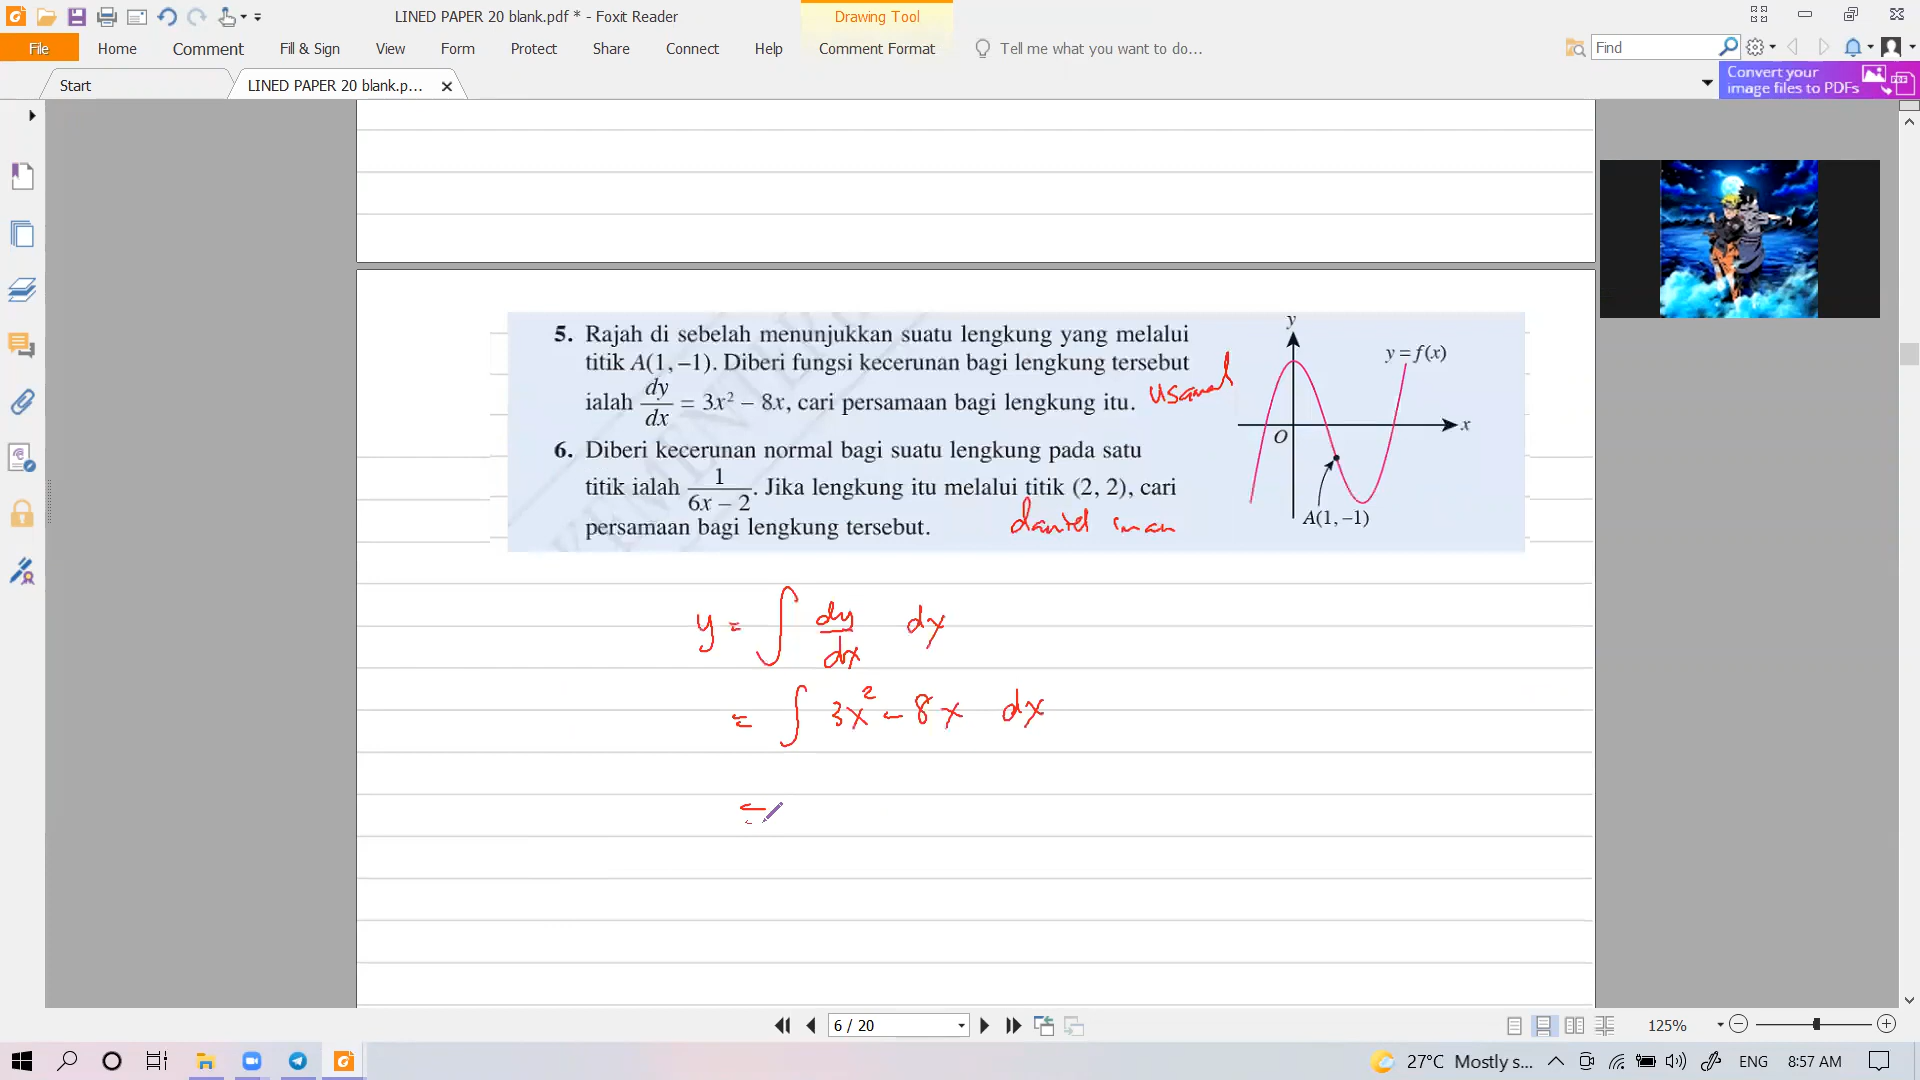 LINED PAPER 20 blank.pdf * - Foxit Reader
Drawing Tool
File Home Comment Fill & Sign View Form Protect Share Connect Help Comment Format Tell me what you want to do... Find
Start LINED PAPER 20 blank.p...
Convert your
image files to PDFs
5. Rajah di sebelah menunjukkan suatu lengkung yang melalui
titik A(1, –1). Diberi fungsi kecerunan bagi lengkung tersebut
ialah dy/dx = 3x² – 8x, cari persamaan bagi lengkung itu. usamah
6. Diberi kecerunan normal bagi suatu lengkung pada satu
titik ialah 1/(6x – 2). Jika lengkung itu melalui titik (2, 2), cari
persamaan bagi lengkung tersebut. daniel iman
y
y = f(x)
O
x
A(1, –1)
y = ∫ dy/dx dx
= ∫ 3x² – 8x dx
=
6 / 20
125%
27°C Mostly s... ENG 8:57 AM